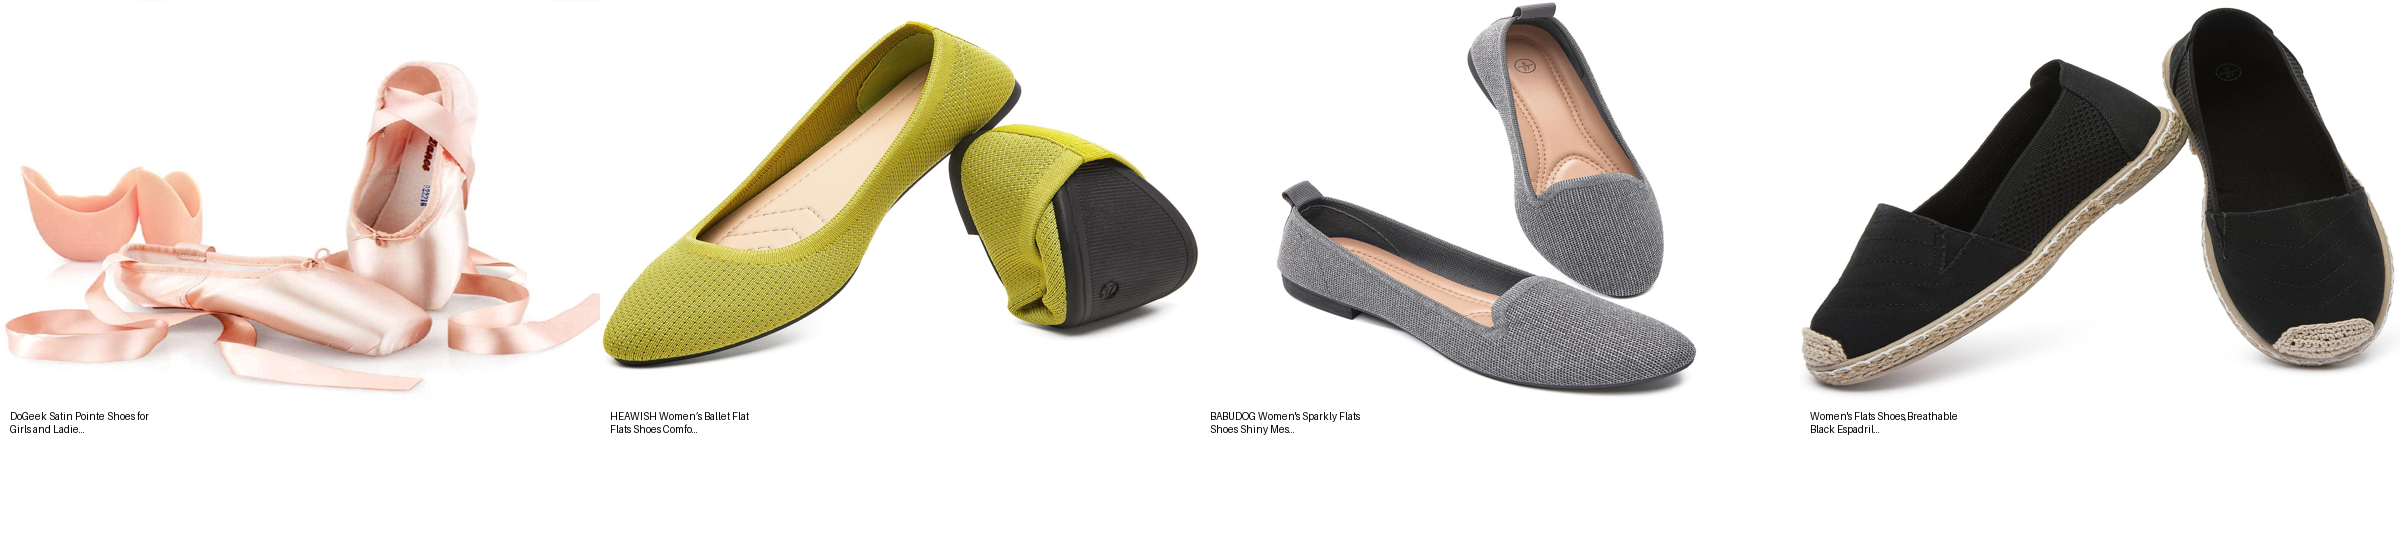 DoGeek Satin Pointe Shoes for
Girls and Ladie...
HEAWISH Women's Ballet Flat
Flats Shoes Comfo...
BABUDOG Women's Sparkly Flats
Shoes Shiny Mes...
Women's Flats Shoes,Breathable
Black Espadril...